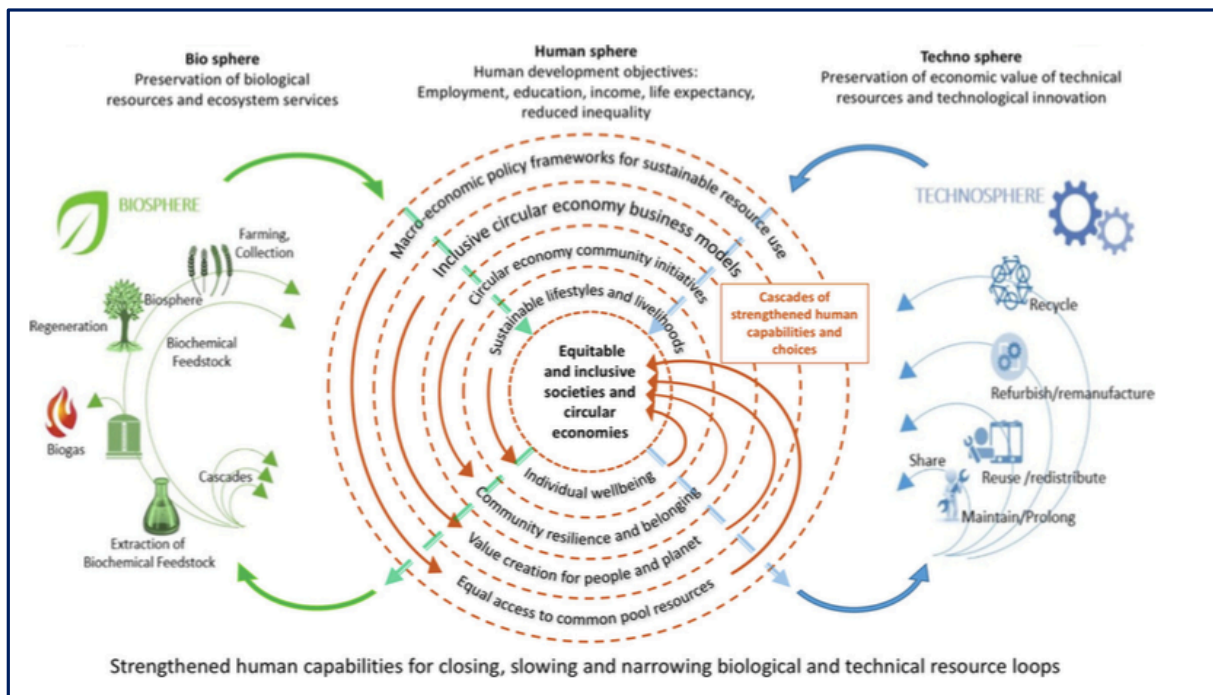 Bio sphere
Preservation of biological
resources and ecosystem services
Human sphere
Human development objectives:
Employment, education, income, life expectancy,
reduced inequality
Techno sphere
Preservation of economic value of technical
resources and technological innovation
BIOSPHERE
Farming,
Collection
Biosphere
Regeneration
Biochemical
Feedstock
Biogas
Cascades
Extraction of
Biochemical Feedstock
Macro-economic policy frameworks for sustainable resource use
Inclusive circular economy business models
Circular economy community initiatives
Sustainable lifestyles and livelihoods
Equitable
and inclusive
societies and
circular
economies
Cascades of
strengthened human
capabilities and
choices
Individual wellbeing
Community resilience and belonging
Value creation for people and planet
Equal access to common pool resources
TECHNOSPHERE
Recycle
Refurbish/remanufacture
Share
Reuse /redistribute
Maintain/Prolong
Strengthened human capabilities for closing, slowing and narrowing biological and technical resource loops